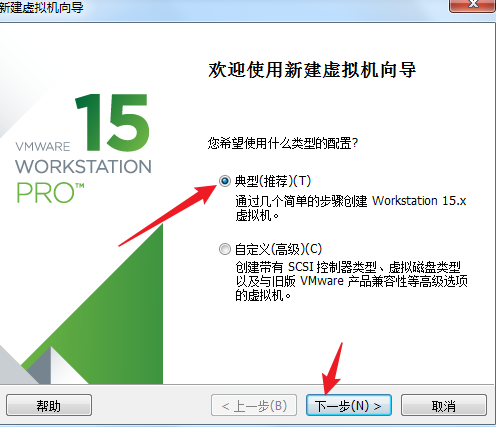 新建虚拟机向导
欢迎使用新建虚拟机向导
15
VMWARE
WORKSTATION
PRO™
您希望使用什么类型的配置?
典型(推荐)(T)
通过几个简单的步骤创建 Workstation 15.x
虚拟机。
自定义(高级)(C)
创建带有 SCSI 控制器类型、虚拟磁盘类型
以及与旧版 VMware 产品兼容性等高级选项
的虚拟机。
帮助
< 上一步(B)
下一步(N) >
取消